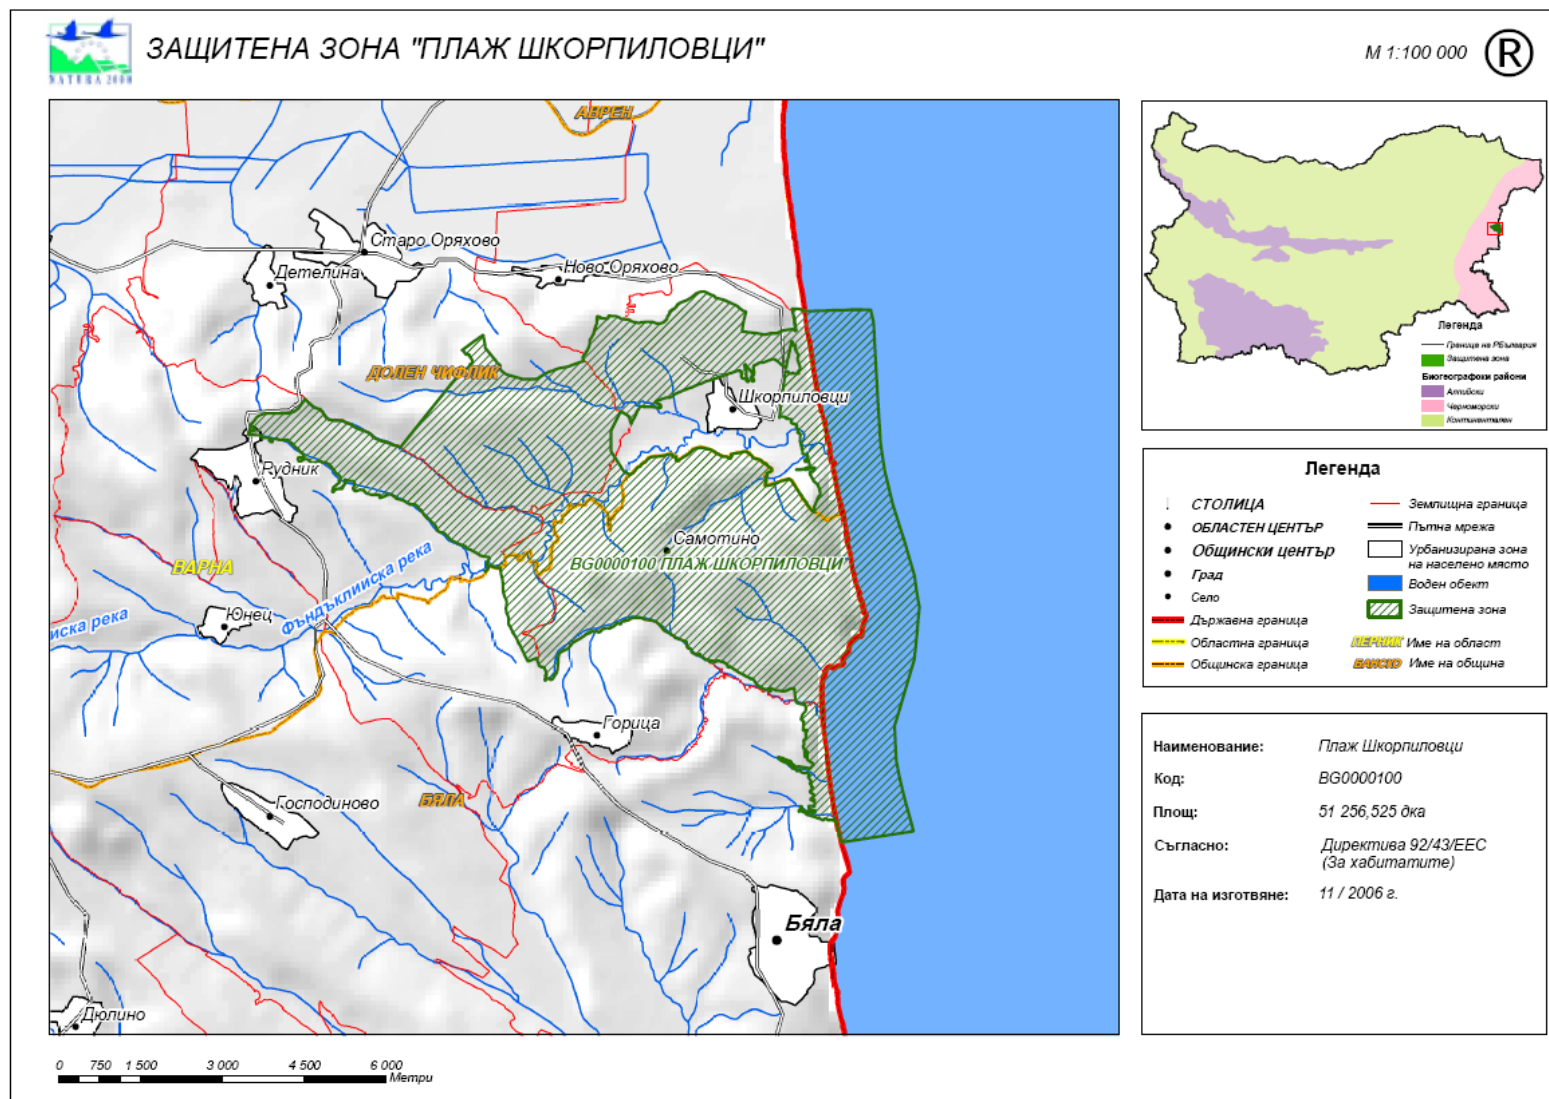 NATURA 2000
ЗАЩИТЕНА ЗОНА "ПЛАЖ ШКОРПИЛОВЦИ"
М 1:100 000
®
АВРЕН
Старо Оряхово
Детелина
Ново Оряхово
ДОЛЕН ЧИФЛИК
Шкорпиловци
Рудник
Самотино
BG0000100 ПЛАЖ ШКОРПИЛОВЦИ
ВАРНА
Фъндъклийска река
Юнец
йска река
Горица
Господиново
БЯЛА
Бяла
Дюлино
0 750 1 500 3 000 4 500 6 000
Метри
Легенда
Граница на РБългария
Защитена зона
Биогеографски райони
Алпийски
Черноморски
Континентален
Легенда
СТОЛИЦА
ОБЛАСТЕН ЦЕНТЪР
Общински център
Град
Село
Държавна граница
Областна граница
Общинска граница
Землищна граница
Пътна мрежа
Урбанизирана зона
на населено място
Воден обект
Защитена зона
ПЕРНИК Име на област
БАНСКО Име на община
Наименование: Плаж Шкорпиловци
Код: BG0000100
Площ: 51 256,525 дка
Съгласно: Директива 92/43/ЕЕС
(За хабитатите)
Дата на изготвяне: 11 / 2006 г.